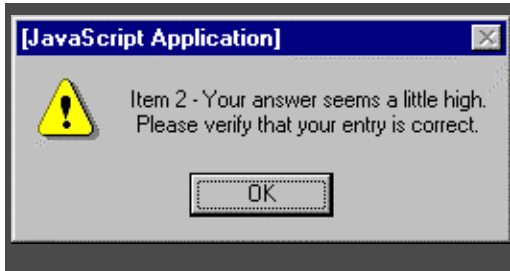 [JavaScript Application]
Item 2 - Your answer seems a little high.
Please verify that your entry is correct.
OK